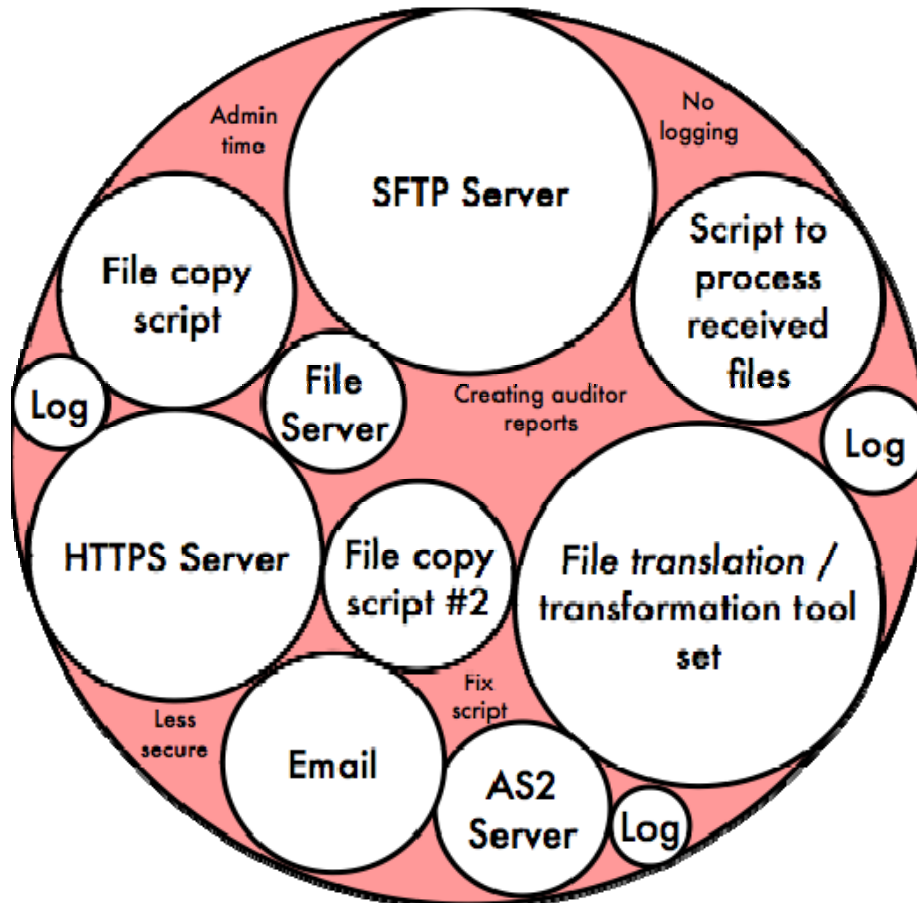 Admin
time
No
logging
SFTP Server
Script to
process
received
files
File copy
script
File
Server
Log
Creating auditor
reports
Log
HTTPS Server
File copy
script #2
File translation /
transformation tool
set
Fix
script
Less
secure
Email
AS2
Server
Log